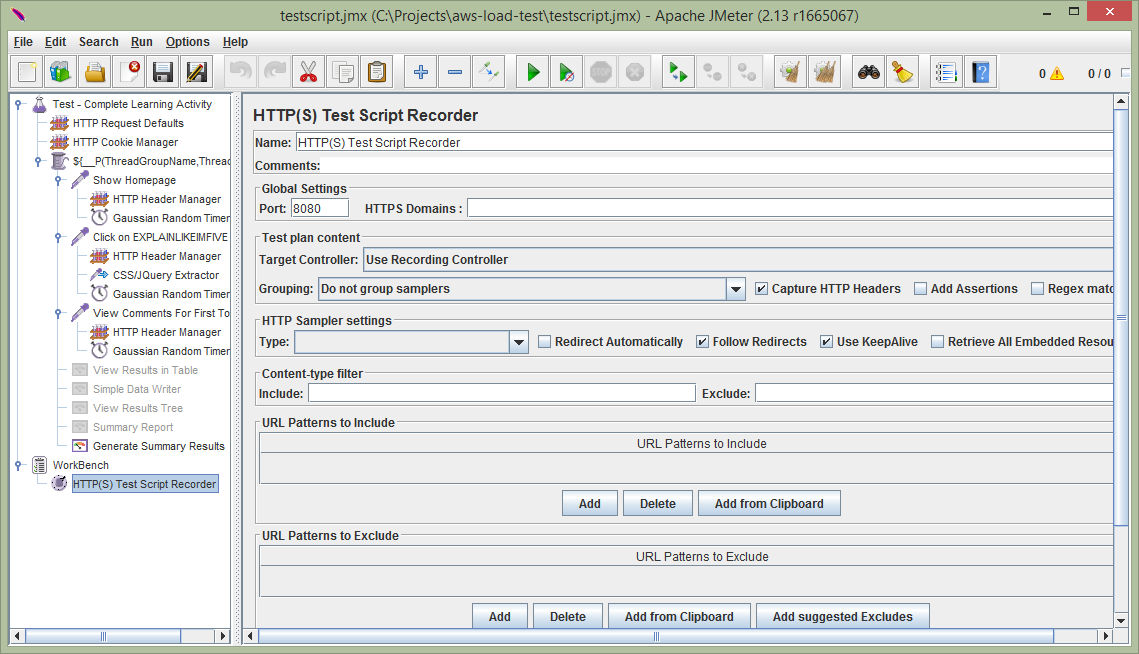 testscript.jmx (C:\Projects\aws-load-test\testscript.jmx) - Apache JMeter (2.13 r1665067)
File Edit Search Run Options Help
0 0 / 0
Test - Complete Learning Activity
HTTP Request Defaults
HTTP Cookie Manager
${__P(ThreadGroupName,Thread
Show Homepage
HTTP Header Manager
Gaussian Random Timer
Click on EXPLAINLIKEIMFIVE
HTTP Header Manager
CSS/JQuery Extractor
Gaussian Random Timer
View Comments For First To
HTTP Header Manager
Gaussian Random Timer
View Results in Table
Simple Data Writer
View Results Tree
Summary Report
Generate Summary Results
WorkBench
HTTP(S) Test Script Recorder
HTTP(S) Test Script Recorder
Name: HTTP(S) Test Script Recorder
Comments:
Global Settings
Port: 8080 HTTPS Domains :
Test plan content
Target Controller: Use Recording Controller
Grouping: Do not group samplers Capture HTTP Headers Add Assertions Regex matc
HTTP Sampler settings
Type: Redirect Automatically Follow Redirects Use KeepAlive Retrieve All Embedded Resou
Content-type filter
Include: Exclude:
URL Patterns to Include
URL Patterns to Include
Add Delete Add from Clipboard
URL Patterns to Exclude
URL Patterns to Exclude
Add Delete Add from Clipboard Add suggested Excludes